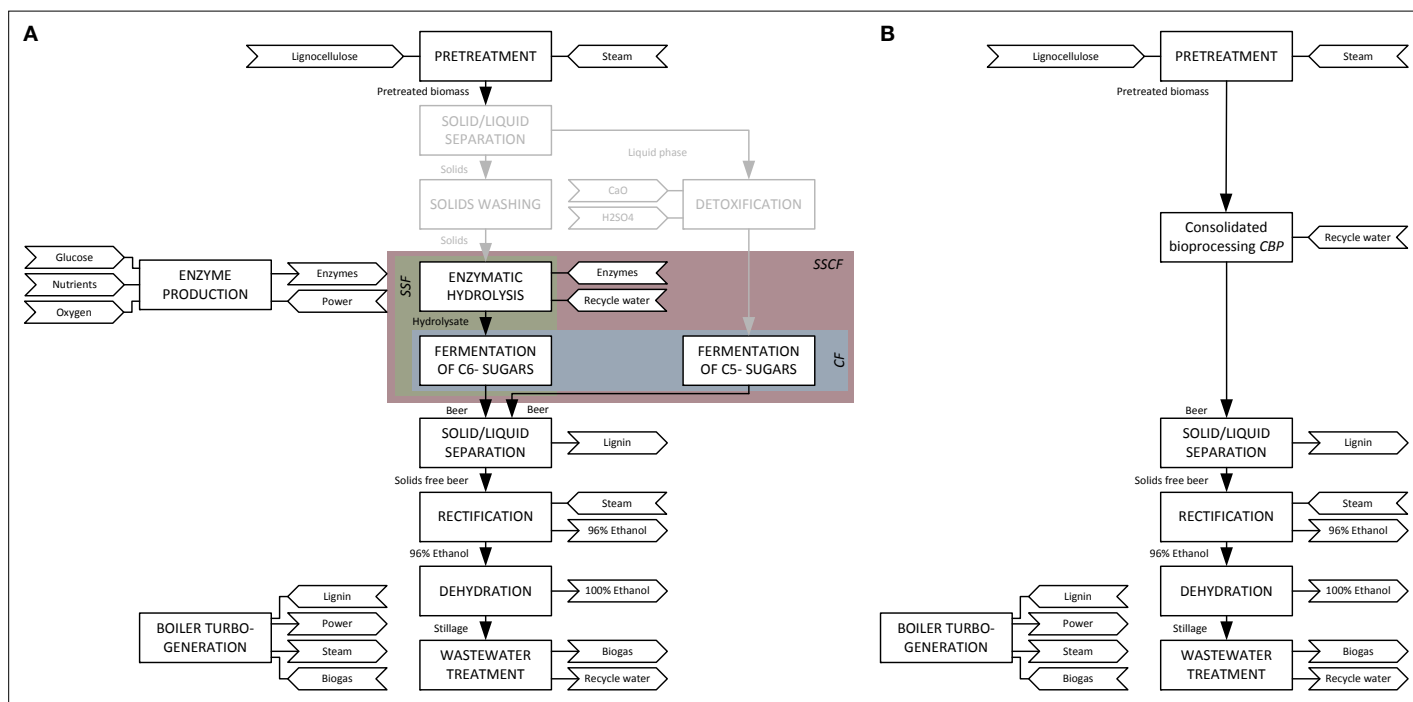 A
Lignocellulose
PRETREATMENT
Steam
Pretreated biomass
SOLID/LIQUID
SEPARATION
Liquid phase
Solids
SOLIDS WASHING
CaO
H2SO4
DETOXIFICATION
Solids
Glucose
Nutrients
Oxygen
ENZYME
PRODUCTION
Enzymes
Power
SSF
SSCF
ENZYMATIC
HYDROLYSIS
Enzymes
Recycle water
Hydrolysate
FERMENTATION
OF C6- SUGARS
FERMENTATION
OF C5- SUGARS
CF
Beer
Beer
SOLID/LIQUID
SEPARATION
Lignin
Solids free beer
RECTIFICATION
Steam
96% Ethanol
96% Ethanol
DEHYDRATION
100% Ethanol
Stillage
WASTEWATER
TREATMENT
Biogas
Recycle water
BOILER TURBO-
GENERATION
Lignin
Power
Steam
Biogas
B
Lignocellulose
PRETREATMENT
Steam
Pretreated biomass
Consolidated
bioprocessing CBP
Recycle water
Beer
SOLID/LIQUID
SEPARATION
Lignin
Solids free beer
RECTIFICATION
Steam
96% Ethanol
96% Ethanol
DEHYDRATION
100% Ethanol
Stillage
WASTEWATER
TREATMENT
Biogas
Recycle water
BOILER TURBO-
GENERATION
Lignin
Power
Steam
Biogas